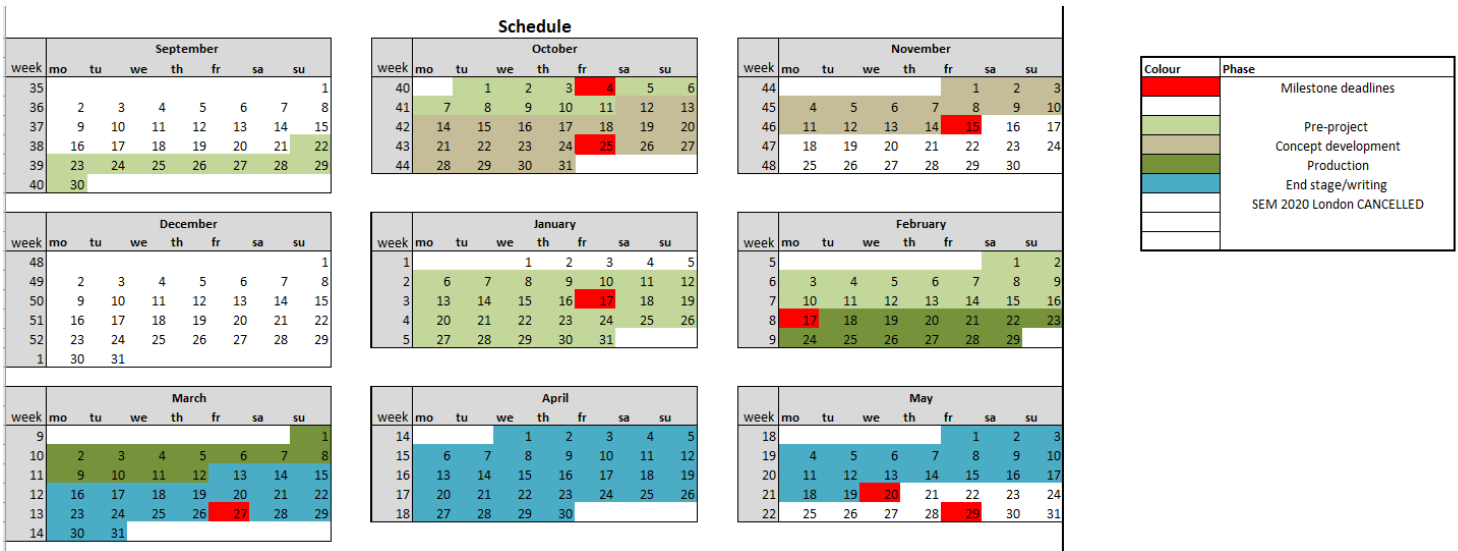 Schedule
September October November
week mo tu we th fr sa su week mo tu we th fr sa su week mo tu we th fr sa su
35 1 40 1 2 3 4 5 6 44 1 2 3
36 2 3 4 5 6 7 8 41 7 8 9 10 11 12 13 45 4 5 6 7 8 9 10
37 9 10 11 12 13 14 15 42 14 15 16 17 18 19 20 46 11 12 13 14 15 16 17
38 16 17 18 19 20 21 22 43 21 22 23 24 25 26 27 47 18 19 20 21 22 23 24
39 23 24 25 26 27 28 29 44 28 29 30 31 48 25 26 27 28 29 30
40 30
December January February
week mo tu we th fr sa su week mo tu we th fr sa su week mo tu we th fr sa su
48 1 1 1 2 3 4 5 5 1 2
49 2 3 4 5 6 7 8 2 6 7 8 9 10 11 12 6 3 4 5 6 7 8 9
50 9 10 11 12 13 14 15 3 13 14 15 16 17 18 19 7 10 11 12 13 14 15 16
51 16 17 18 19 20 21 22 4 20 21 22 23 24 25 26 8 17 18 19 20 21 22 23
52 23 24 25 26 27 28 29 5 27 28 29 30 31 9 24 25 26 27 28 29
1 30 31
March April May
week mo tu we th fr sa su week mo tu we th fr sa su week mo tu we th fr sa su
9 1 14 1 2 3 4 5 18 1 2 3
10 2 3 4 5 6 7 8 15 6 7 8 9 10 11 12 19 4 5 6 7 8 9 10
11 9 10 11 12 13 14 15 16 13 14 15 16 17 18 19 20 11 12 13 14 15 16 17
12 16 17 18 19 20 21 22 17 20 21 22 23 24 25 26 21 18 19 20 21 22 23 24
13 23 24 25 26 27 28 29 18 27 28 29 30 22 25 26 27 28 29 30 31
14 30 31
Colour Phase
Milestone deadlines
Pre-project
Concept development
Production
End stage/writing
SEM 2020 London CANCELLED